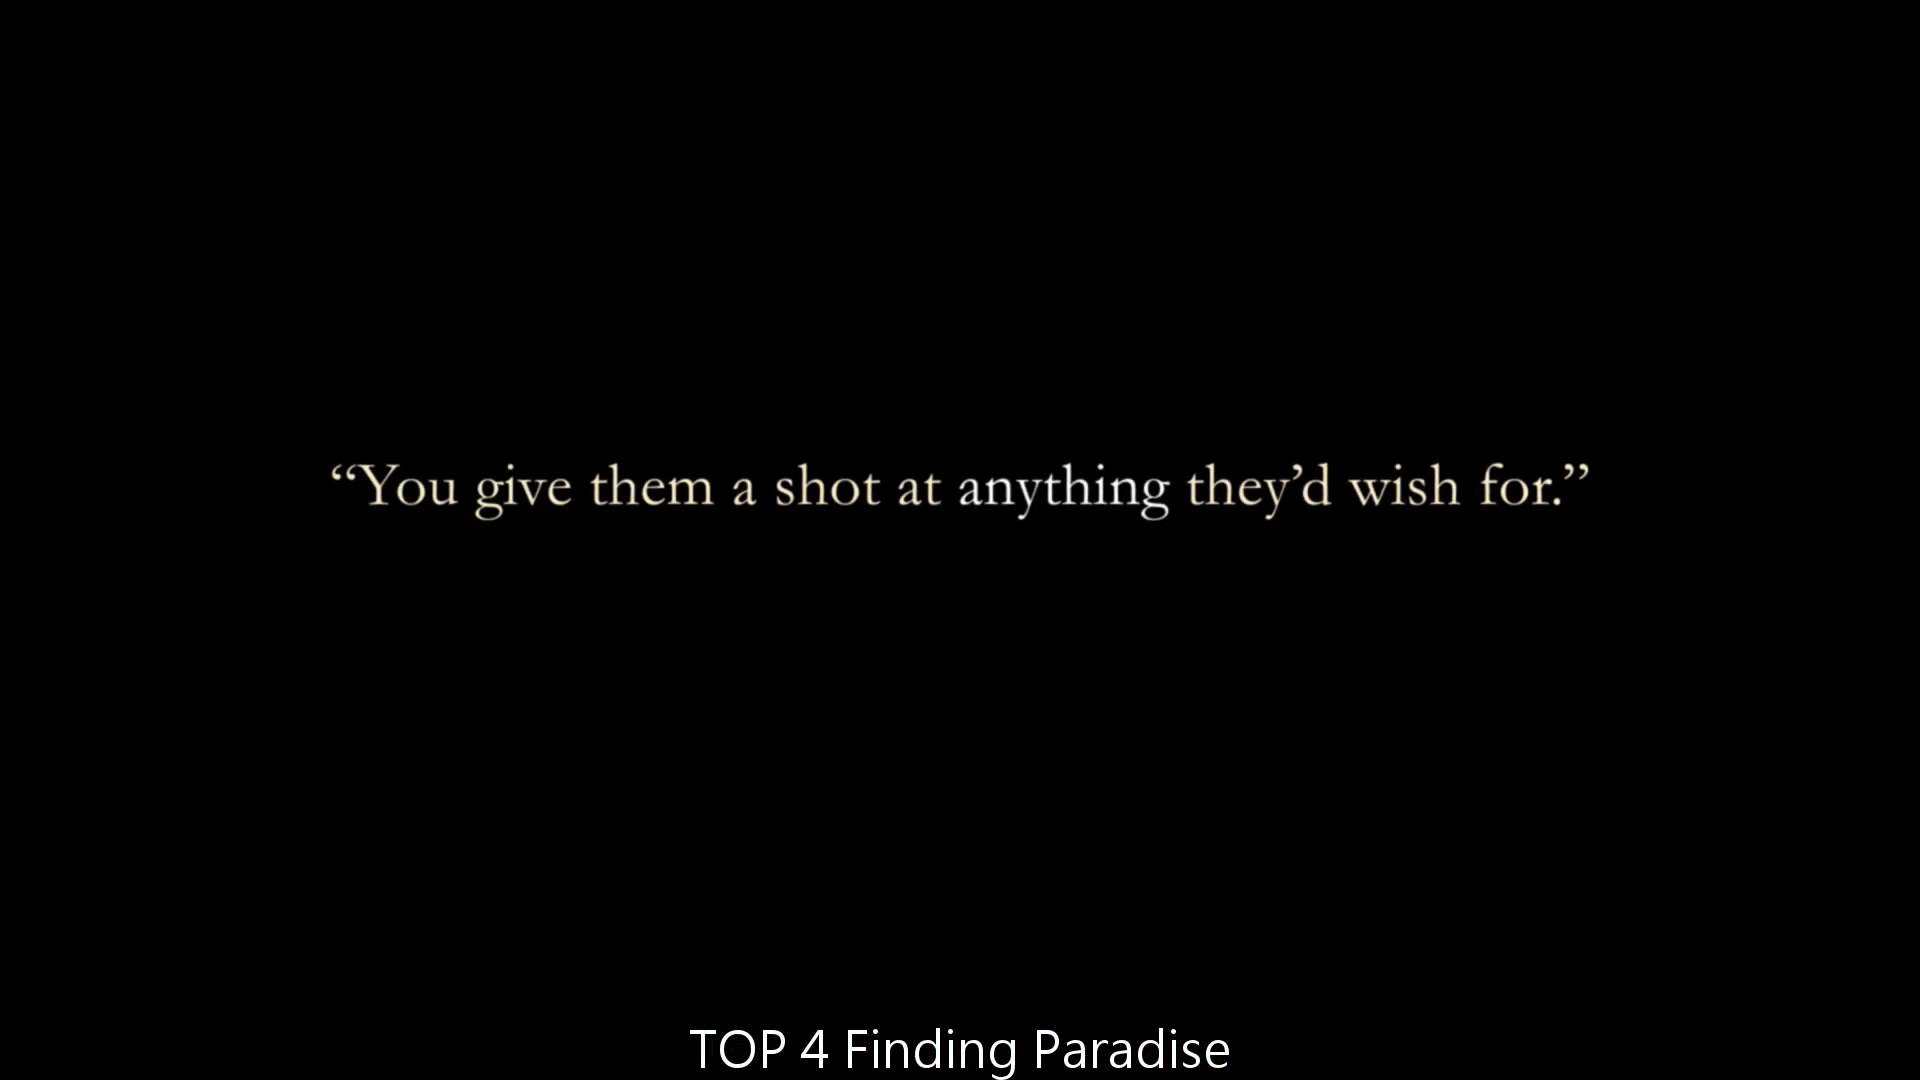 “You give them a shot at anything they’d wish for.”
TOP 4 Finding Paradise